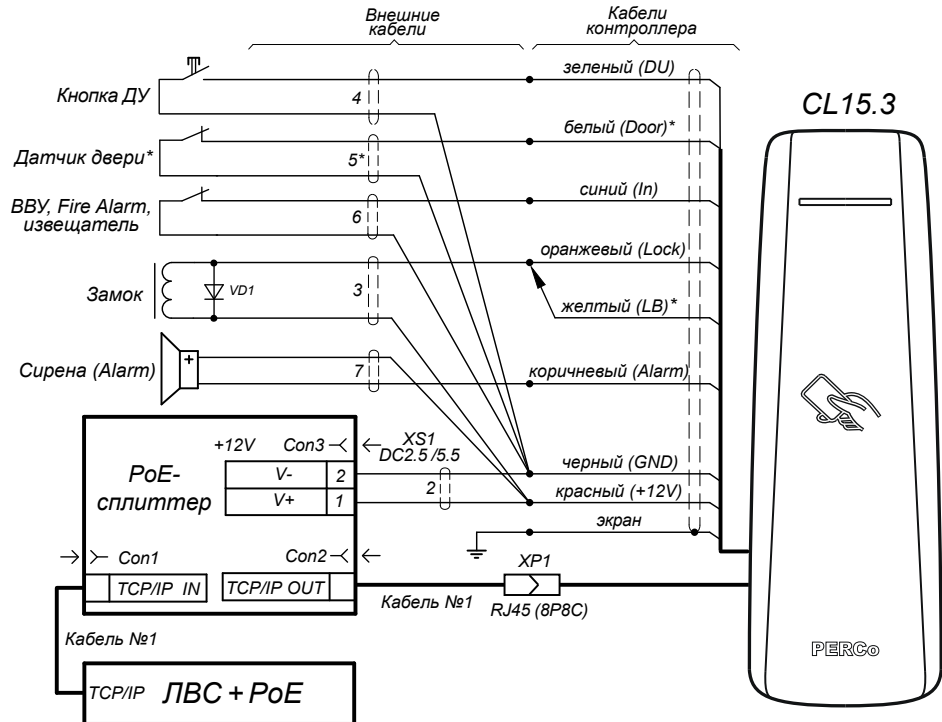 Внешние
кабели
Кабели
контроллера
Кнопка ДУ
4
зеленый (DU)
CL15.3
Датчик двери*
5*
белый (Door)*
ВВУ, Fire Alarm,
извещатель
6
синий (In)
Замок
VD1
3
оранжевый (Lock)
желтый (LB)*
Сирена (Alarm)
+
7
коричневый (Alarm)
PoE-
сплиттер
+12V
Con3
XS1
DC2.5 /5.5
V-
2
V+
1
2
черный (GND)
красный (+12V)
экран
Con1
Con2
TCP/IP IN
TCP/IP OUT
XP1
RJ45 (8P8C)
Кабель №1
Кабель №1
TCP/IP
ЛВС + PoE
PERCo